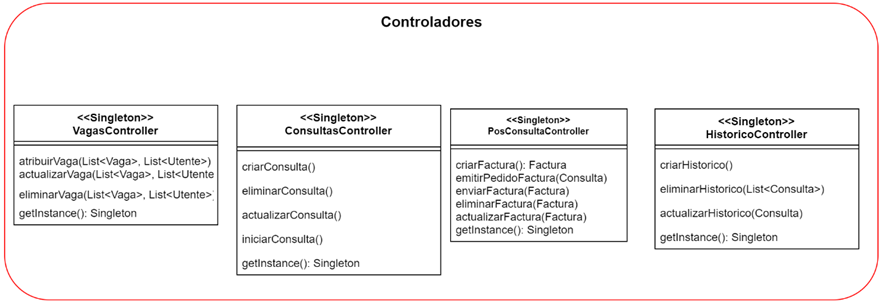 Controladores
<<Singleton>>
VagasController
atribuirVaga(List<Vaga>, List<Utente>)
actualizarVaga(List<Vaga>, List<Utente
eliminarVaga(List<Vaga>, List<Utente>)
getInstance(): Singleton
<<Singleton>>
ConsultasController
criarConsulta()
eliminarConsulta()
actualizarConsulta()
iniciarConsulta()
getInstance(): Singleton
<<Singleton>>
PosConsultaController
criarFactura(): Factura
emitirPedidoFactura(Consulta)
enviarFactura(Factura)
eliminarFactura(Factura)
actualizarFactura(Factura)
getInstance(): Singleton
<<Singleton>>
HistoricoController
criarHistorico()
eliminarHistorico(List<Consulta>)
actualizarHistorico(Consulta)
getInstance(): Singleton